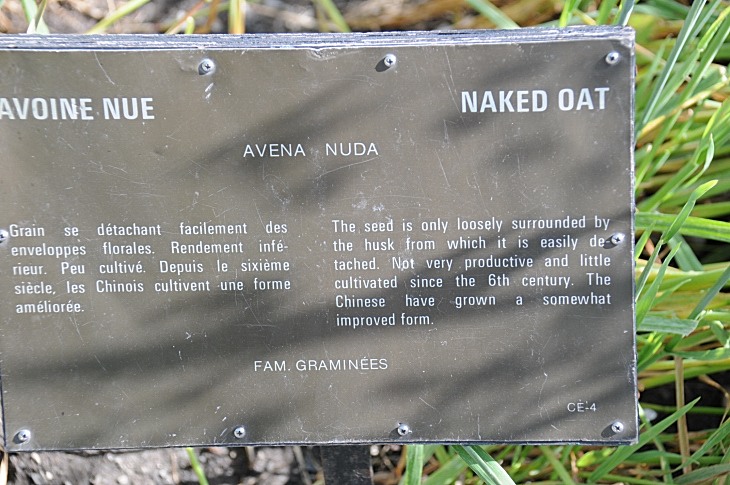 AVOINE NUE
NAKED OAT
AVENA NUDA
Grain se détachant facilement des
enveloppes florales. Rendement infé-
rieur. Peu cultivé. Depuis le sixième
siècle, les Chinois cultivent une forme
améliorée.
The seed is only loosely surrounded by
the husk from which it is easily de-
tached. Not very productive and little
cultivated since the 6th century. The
Chinese have grown a somewhat
improved form.
FAM. GRAMINÉES
CE-4